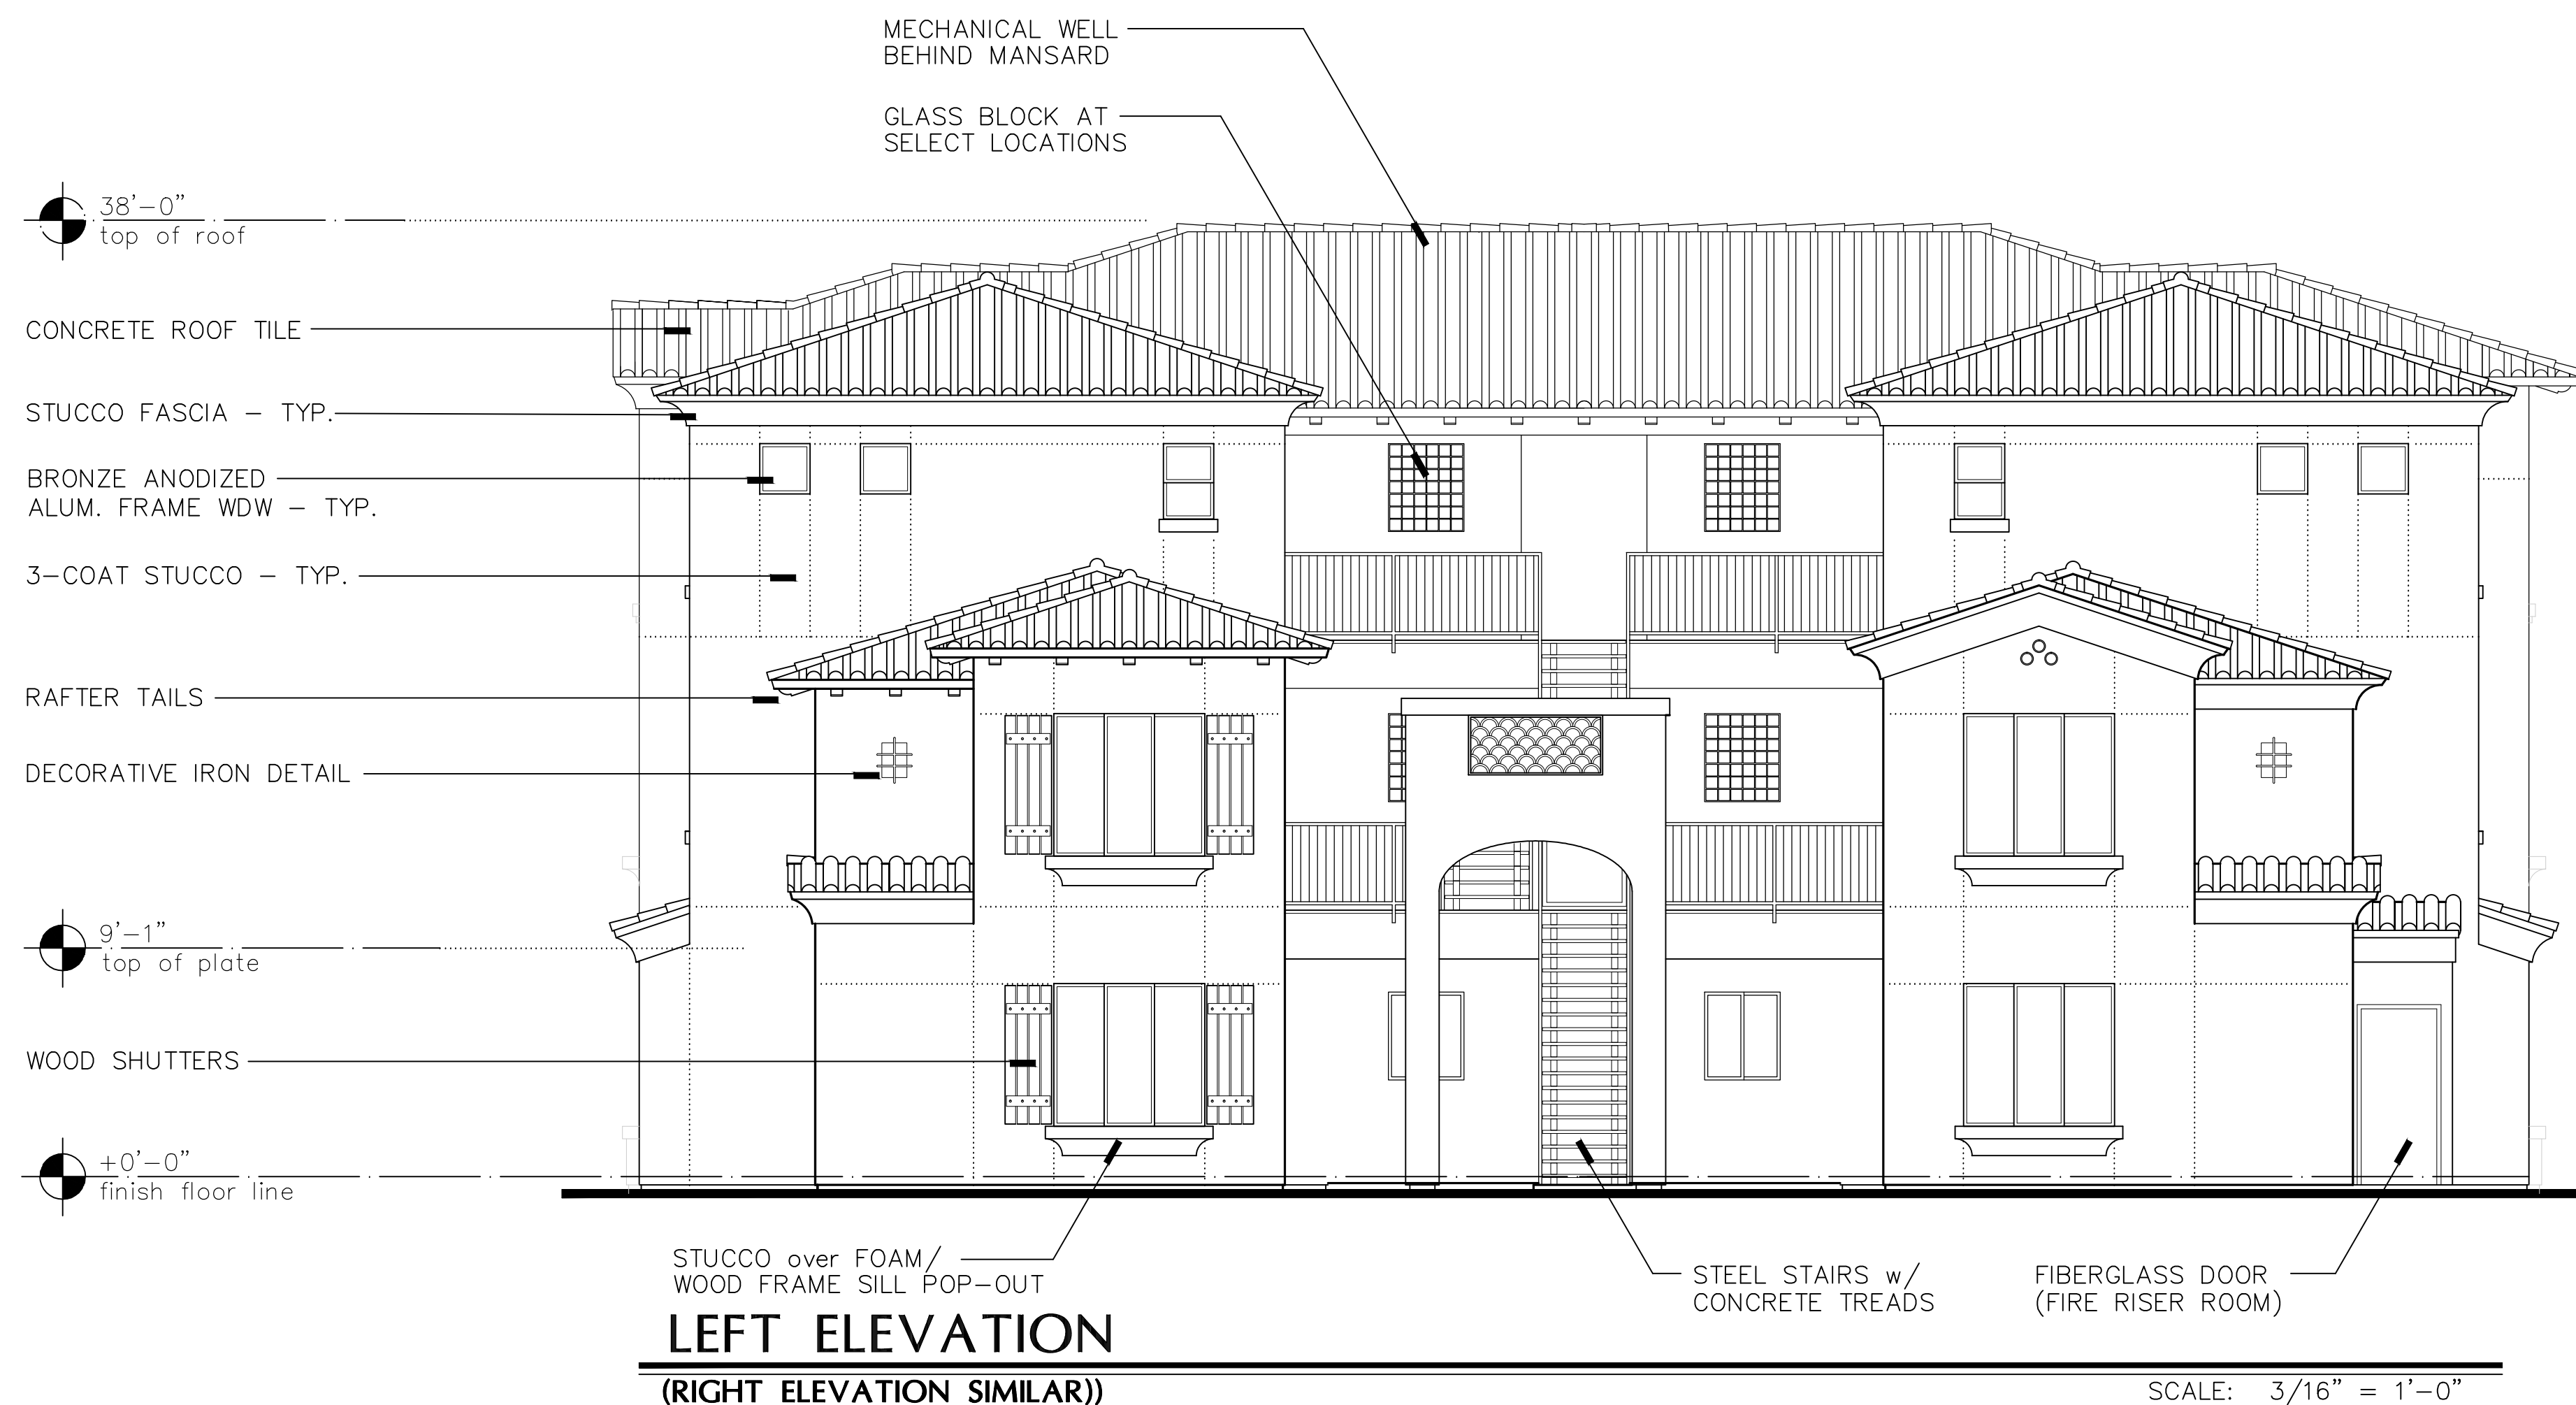 MECHANICAL WELL
BEHIND MANSARD
GLASS BLOCK AT
SELECT LOCATIONS
38'-0"
top of roof
CONCRETE ROOF TILE
STUCCO FASCIA - TYP.
BRONZE ANODIZED
ALUM. FRAME WDW - TYP.
3-COAT STUCCO - TYP.
RAFTER TAILS
DECORATIVE IRON DETAIL
9'-1"
top of plate
WOOD SHUTTERS
+0'-0"
finish floor line
STUCCO over FOAM/
WOOD FRAME SILL POP-OUT
STEEL STAIRS w/
CONCRETE TREADS
FIBERGLASS DOOR
(FIRE RISER ROOM)
LEFT ELEVATION
(RIGHT ELEVATION SIMILAR))
SCALE: 3/16" = 1'-0"